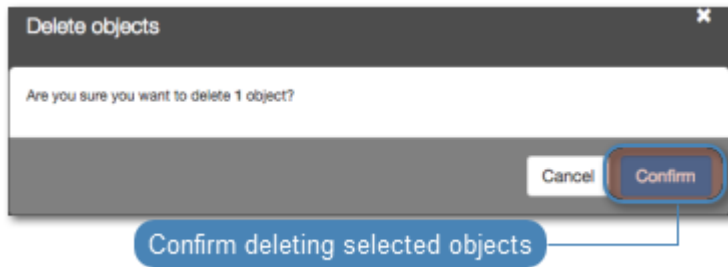 Delete objects
Are you sure you want to delete 1 object?
Cancel
Confirm
Confirm deleting selected objects